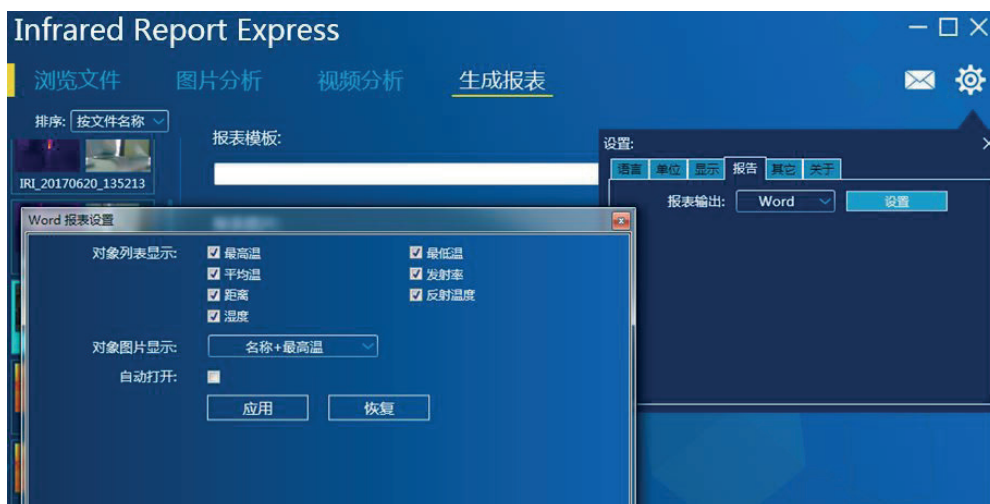 Infrared Report Express
浏览文件 图片分析 视频分析 生成报表
排序: 按文件名称
报表模板:
IRI_20170620_135213
设置:
语言 单位 显示 报告 其它 关于
报表输出: Word 设置
Word 报表设置
对象列表显示: 最高温 最低温
平均温 发射率
距离 反射温度
湿度
对象图片显示: 名称+最高温
自动打开:
应用 恢复